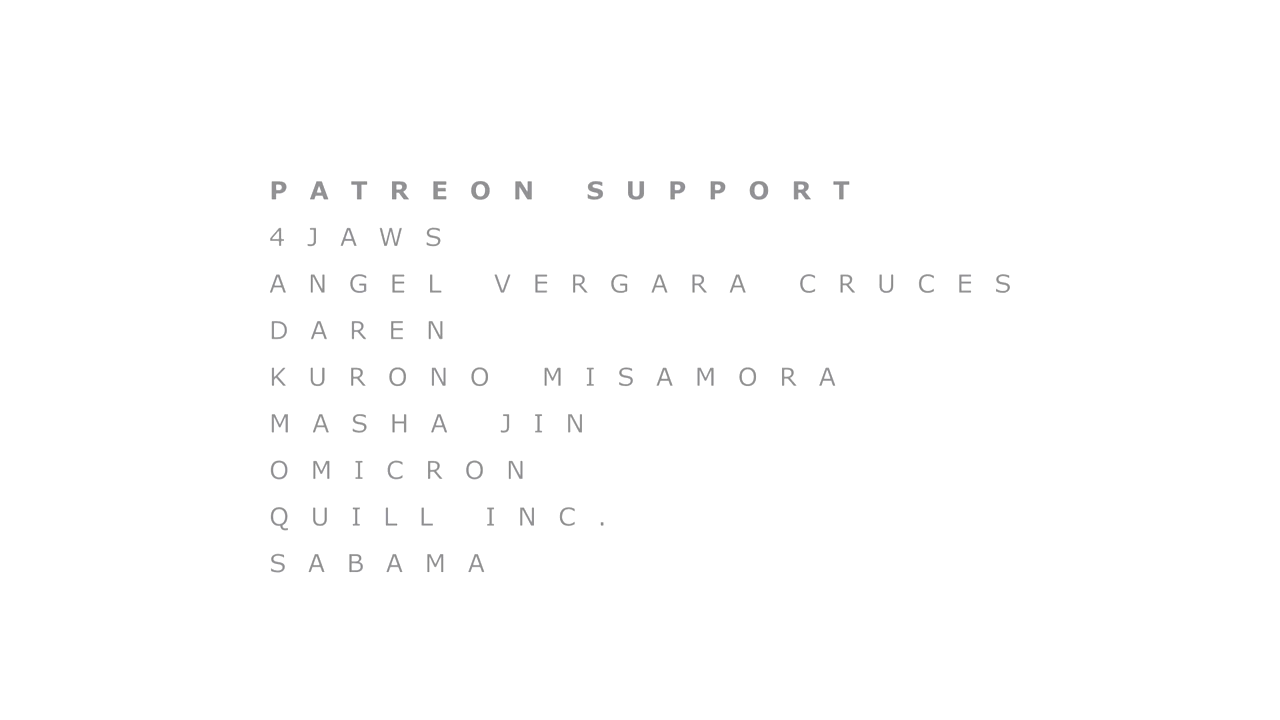 PATREON SUPPORT
4JAWS
ANGEL VERGARA CRUCES
DAREN
KURONO MISAMORA
MASHA JIN
OMICRON
QUILL INC.
SABAMA